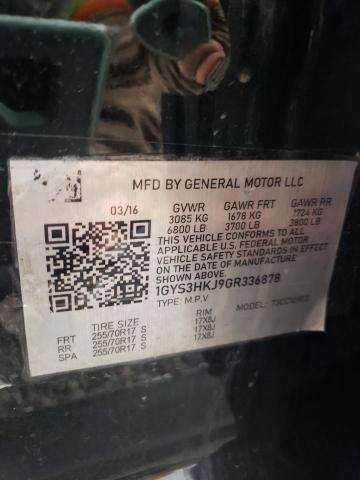 MFD BY GENERAL MOTOR LLC
03/16
GVWR GAWR FRT GAWR RR
3085 KG 1678 KG 1724 KG
6800 LB 3700 LB 3800 LB
THIS VEHICLE CONFORMS TO ALL
APPLICABLE U.S. FEDERAL MOTOR
VEHICLE SAFETY STANDARDS IN EFFECT
ON THE DATE OF MANUFACTURE
1GYS3HKJ9GR336878
TYPE: M.P.V
TIRE SIZE RIM
FRT 255/70R17 S 17X8J
RR 255/70R17 S 17X8J
SPA 255/70R17 S 17X8J